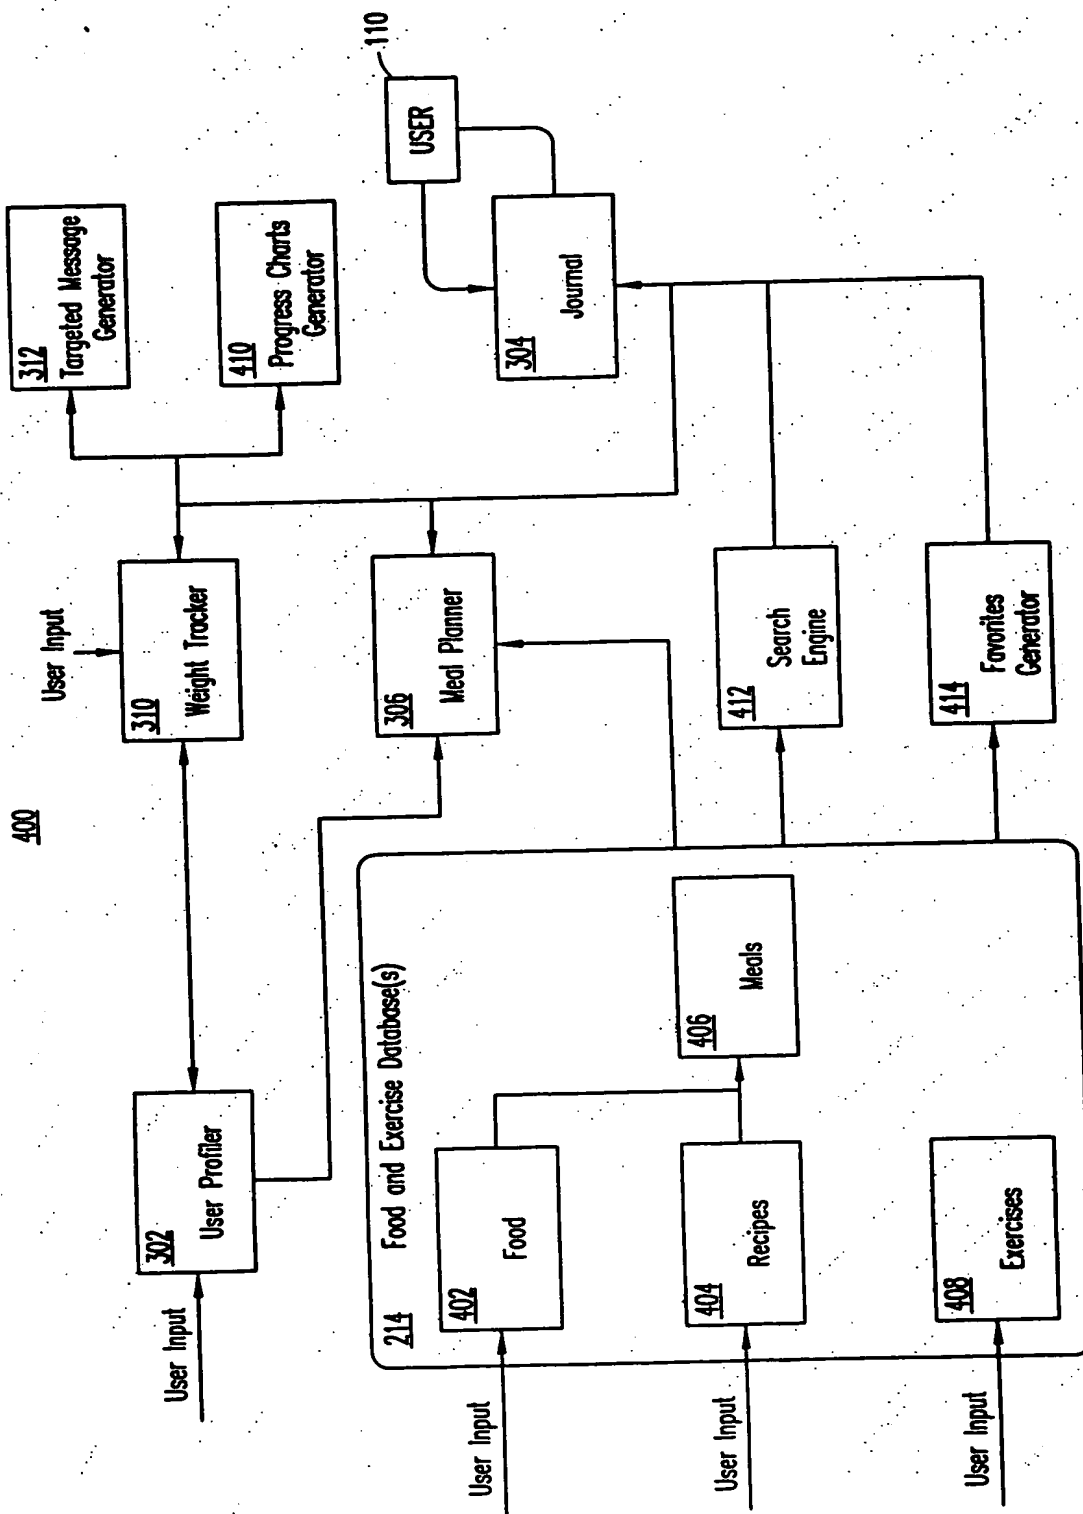 400
User Input
302
User Profiler
User Input
310
Weight Tracker
312
Targeted Message
Generator
410
Progress Charts
Generator
306
Meal Planner
110
USER
304
Journal
214
Food and Exercise Database(s)
User Input
402
Food
User Input
404
Recipes
406
Meals
User Input
408
Exercises
412
Search
Engine
414
Favorites
Generator